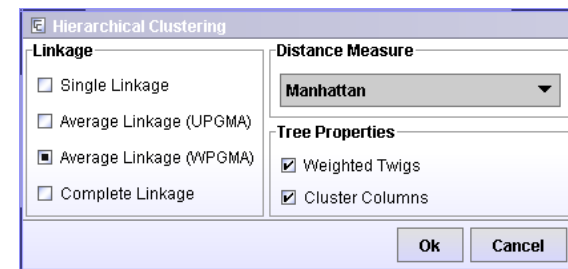 Hierarchical Clustering
Linkage
Single Linkage
Average Linkage (UPGMA)
Average Linkage (WPGMA)
Complete Linkage
Distance Measure
Manhattan
Tree Properties
Weighted Twigs
Cluster Columns
Ok Cancel